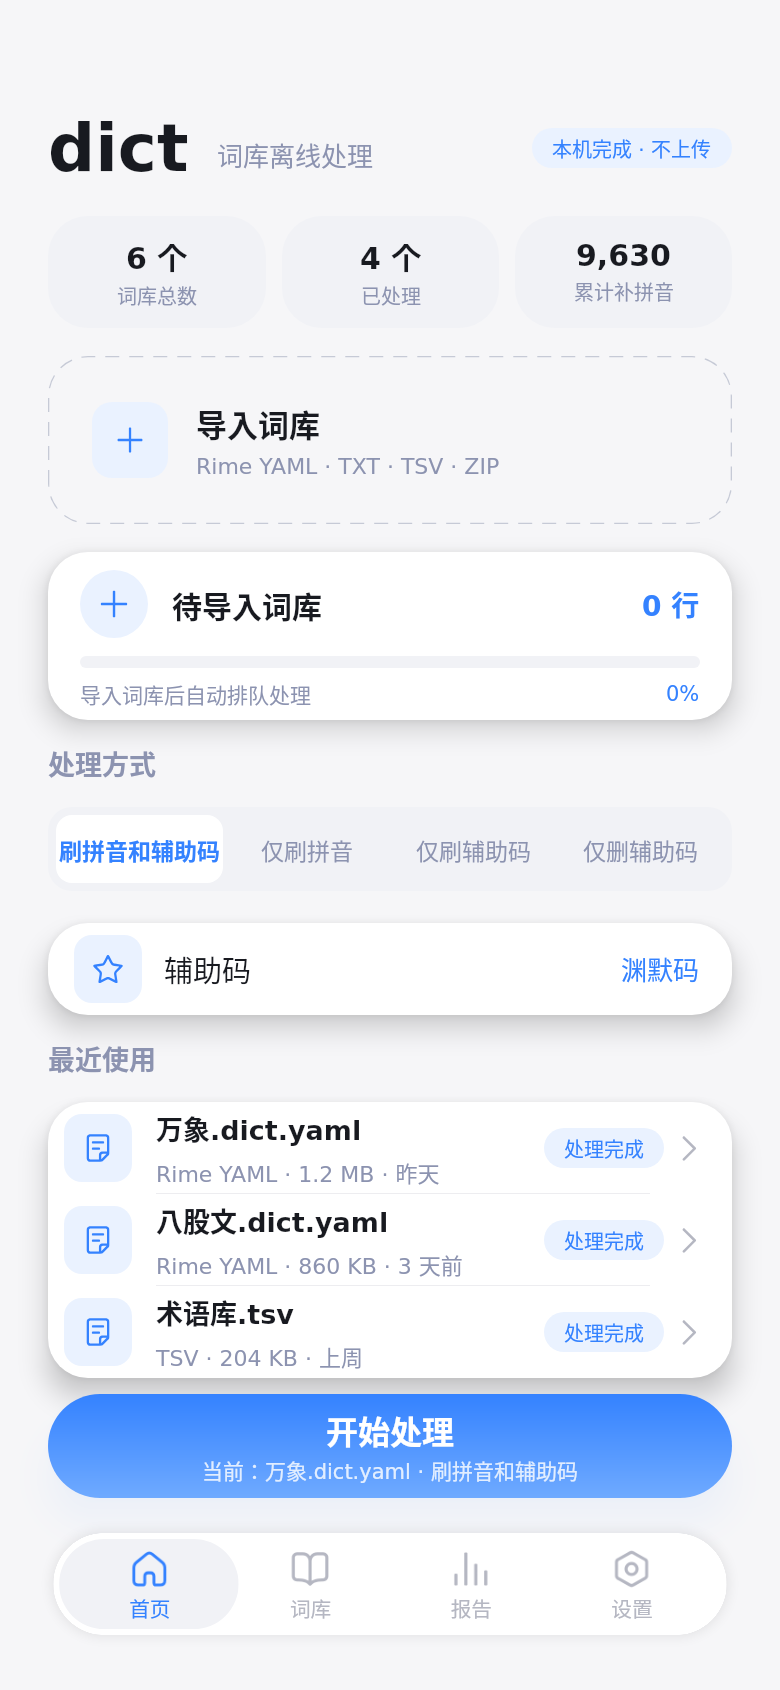 dict 词库离线处理 本机完成 · 不上传
6 个 4 个 9,630
词库总数 已处理 累计补拼音
导入词库
Rime YAML · TXT · TSV · ZIP
待导入词库 0 行
导入词库后自动排队处理 0%
处理方式
刷拼音和辅助码 仅刷拼音 仅刷辅助码 仅删辅助码
辅助码 渊默码
最近使用
万象.dict.yaml 处理完成
Rime YAML · 1.2 MB · 昨天
八股文.dict.yaml 处理完成
Rime YAML · 860 KB · 3 天前
术语库.tsv 处理完成
TSV · 204 KB · 上周
开始处理
当前：万象.dict.yaml · 刷拼音和辅助码
首页 词库 报告 设置